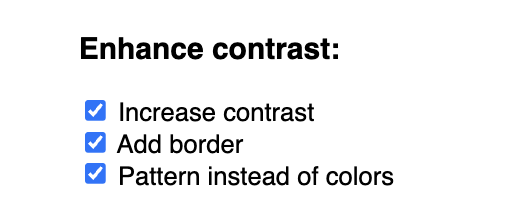 Enhance contrast:
Increase contrast
Add border
Pattern instead of colors